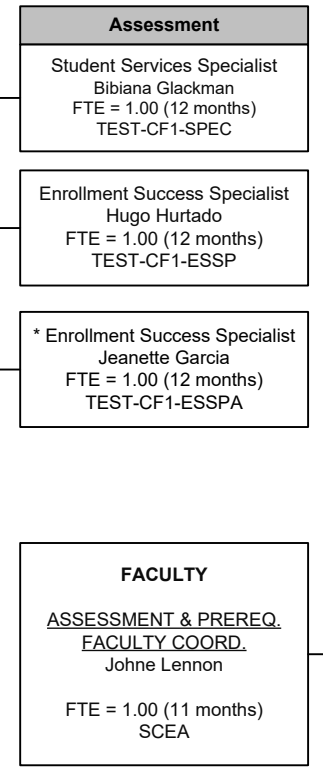 Assessment
Student Services Specialist
Bibiana Glackman
FTE = 1.00 (12 months)
TEST-CF1-SPEC
Enrollment Success Specialist
Hugo Hurtado
FTE = 1.00 (12 months)
TEST-CF1-ESSP
* Enrollment Success Specialist
Jeanette Garcia
FTE = 1.00 (12 months)
TEST-CF1-ESSPA
FACULTY
ASSESSMENT & PREREQ.
FACULTY COORD.
Johne Lennon
FTE = 1.00 (11 months)
SCEA